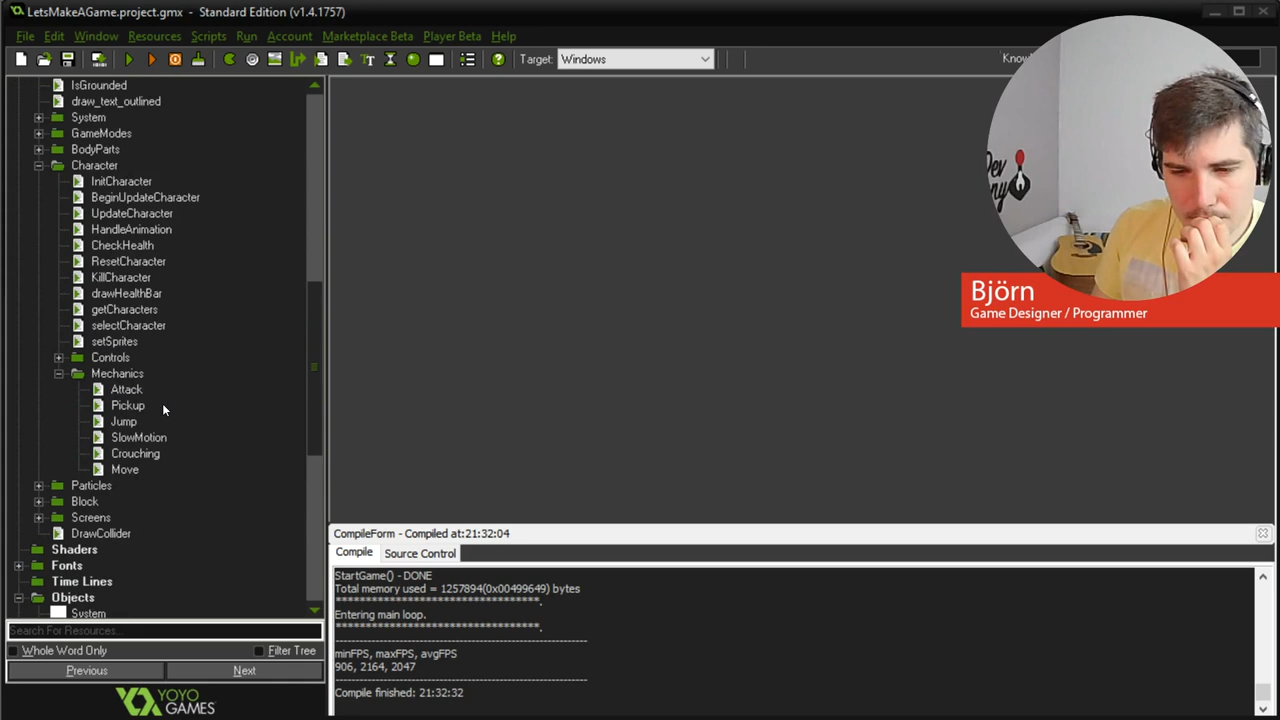 LetsMakeAGame.project.gmx - Standard Edition (v1.4.1757)
File Edit Window Resources Scripts Run Account Marketplace Beta Player Beta Help
Target: Windows
IsGrounded
draw_text_outlined
System
GameModes
BodyParts
Character
InitCharacter
BeginUpdateCharacter
UpdateCharacter
HandleAnimation
CheckHealth
ResetCharacter
KillCharacter
drawHealthBar
getCharacters
selectCharacter
setSprites
Controls
Mechanics
Attack
Pickup
Jump
SlowMotion
Crouching
Move
Particles
Block
Screens
DrawCollider
Shaders
Fonts
Time Lines
Objects
System
Search For Resources...
Whole Word Only Filter Tree
Previous Next
YOYO
GAMES
Björn
Game Designer / Programmer
CompileForm - Compiled at:21:32:04
Compile Source Control
StartGame() - DONE
Total memory used = 1257894(0x00499649) bytes
**********************************.
Entering main loop.
**********************************.
minFPS, maxFPS, avgFPS
906, 2164, 2047
Compile finished: 21:32:32